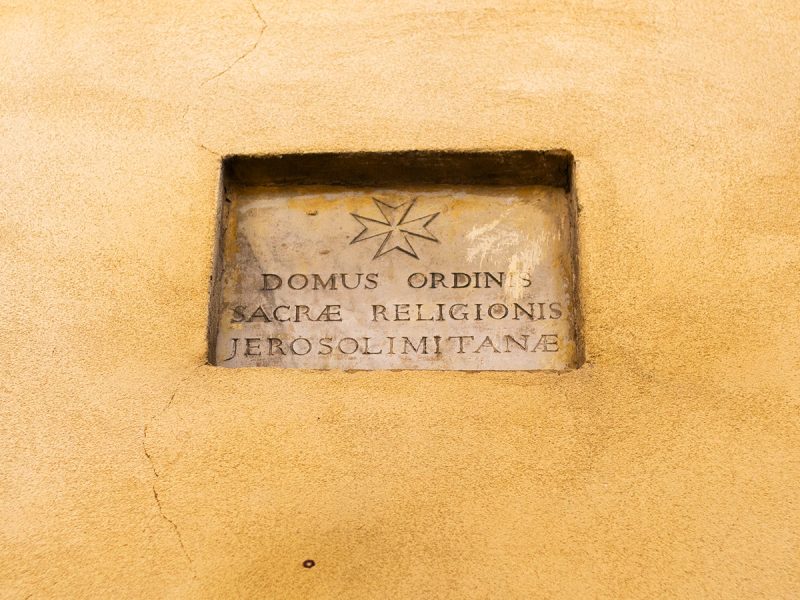 DOMUS ORDINIS
SACRÆ RELIGIONIS
JEROSOLIMITANÆ